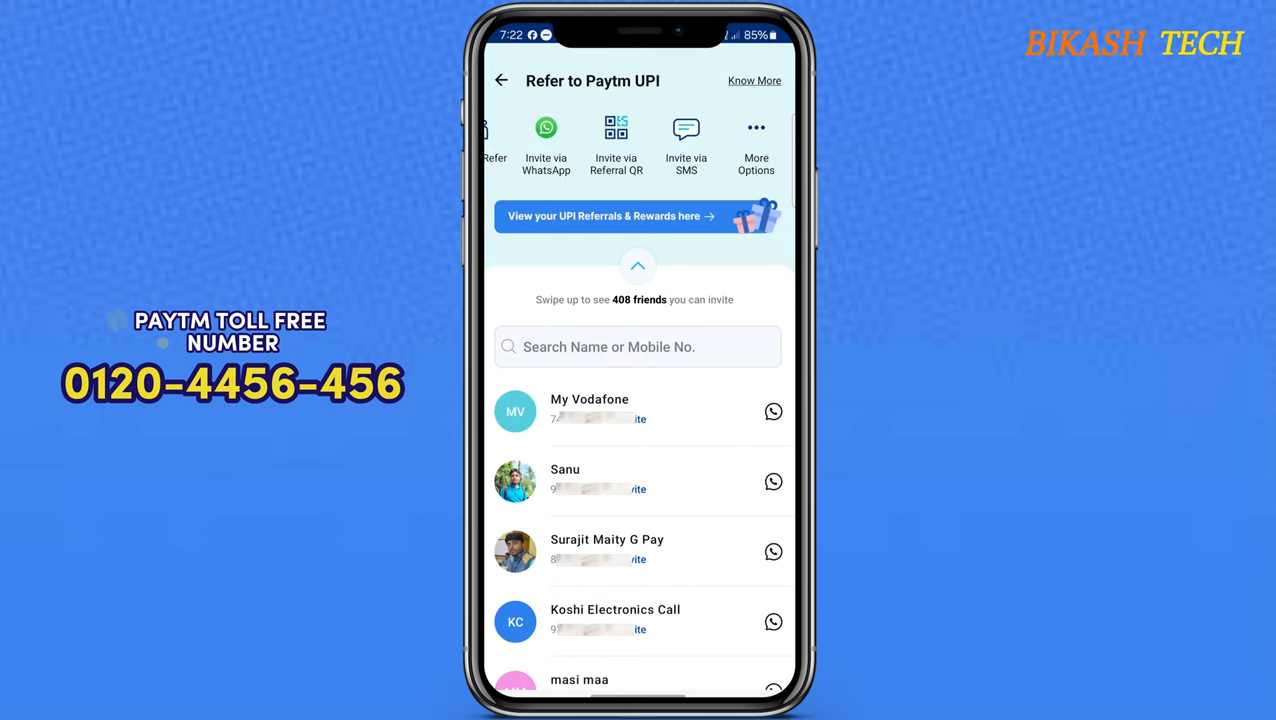 BIKASH TECH
7:22
85%
Refer to Paytm UPI
Know More
Refer
Invite via
WhatsApp
Invite via
Referral QR
Invite via
SMS
More
Options
View your UPI Referrals & Rewards here →
Swipe up to see 408 friends you can invite
Search Name or Mobile No.
PAYTM TOLL FREE
NUMBER
0120-4456-456
MV
My Vodafone
Sanu
Surajit Maity G Pay
KC
Koshi Electronics Call
masi maa